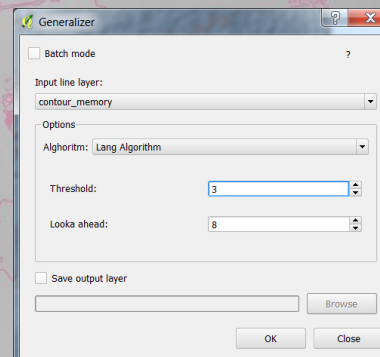 Generalizer
Batch mode
?
Input line layer:
contour_memory
Options
Alghoritm: Lang Algorithm
Threshold: 3
Looka ahead: 8
Save output layer
Browse
OK Close